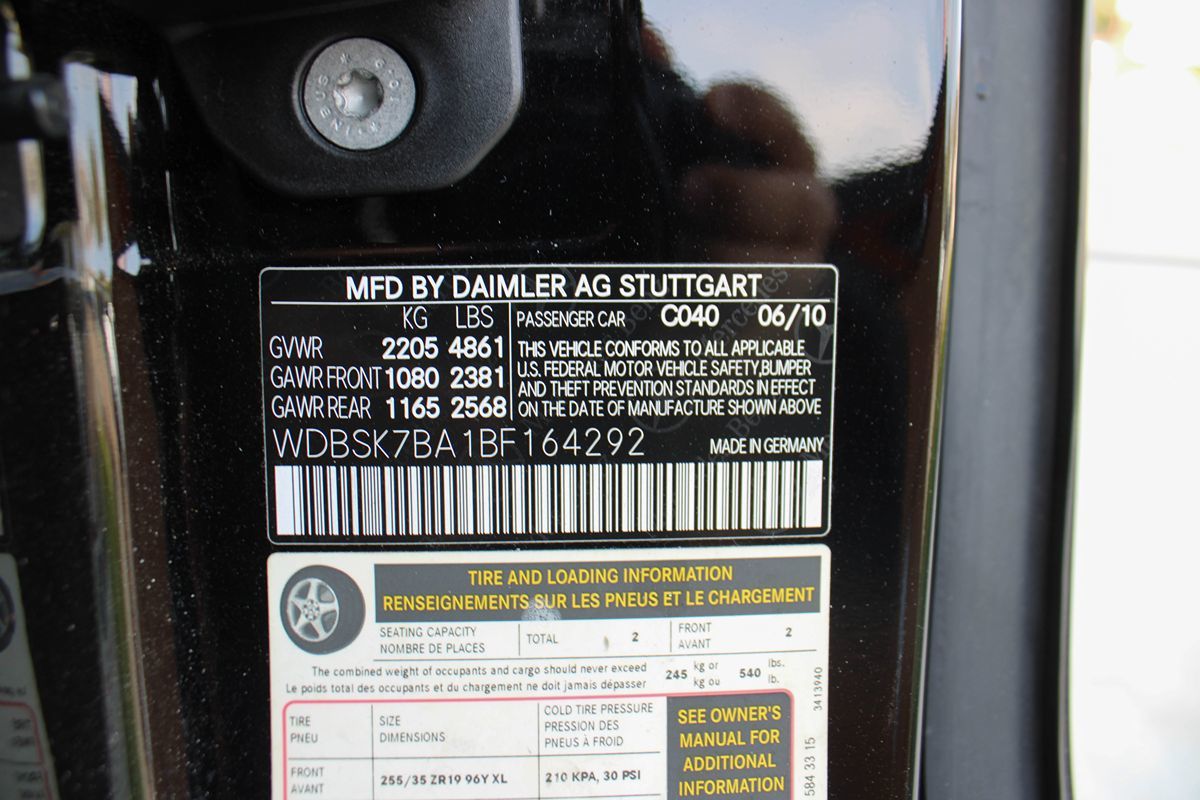 MFD BY DAIMLER AG STUTTGART
KG LBS
GVWR 2205 4861
GAWR FRONT 1080 2381
GAWR REAR 1165 2568
PASSENGER CAR C040 06/10
THIS VEHICLE CONFORMS TO ALL APPLICABLE
U.S. FEDERAL MOTOR VEHICLE SAFETY,BUMPER
AND THEFT PREVENTION STANDARDS IN EFFECT
ON THE DATE OF MANUFACTURE SHOWN ABOVE
WDBSK7BA1BF164292 MADE IN GERMANY
TIRE AND LOADING INFORMATION
RENSEIGNEMENTS SUR LES PNEUS ET LE CHARGEMENT
SEATING CAPACITY
NOMBRE DE PLACES
TOTAL 2
FRONT
AVANT
2
The combined weight of occupants and cargo should never exceed
Le poids total des occupants et du chargement ne doit jamais dépasser
245 kg or
kg ou
540 lbs.
lb.
TIRE
PNEU
SIZE
DIMENSIONS
COLD TIRE PRESSURE
PRESSION DES
PNEUS À FROID
FRONT
AVANT
255/35 ZR19 96Y XL
210 KPA, 30 PSI
SEE OWNER'S
MANUAL FOR
ADDITIONAL
INFORMATION
3413940
584 33 15